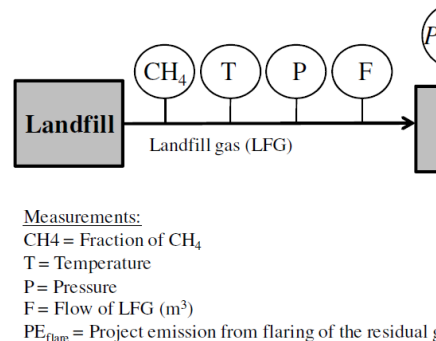 CH4 T P F
Landfill
Landfill gas (LFG)
Measurements:
CH4 = Fraction of CH4
T = Temperature
P = Pressure
F = Flow of LFG (m³)
PEflare = Project emission from flaring of the residual